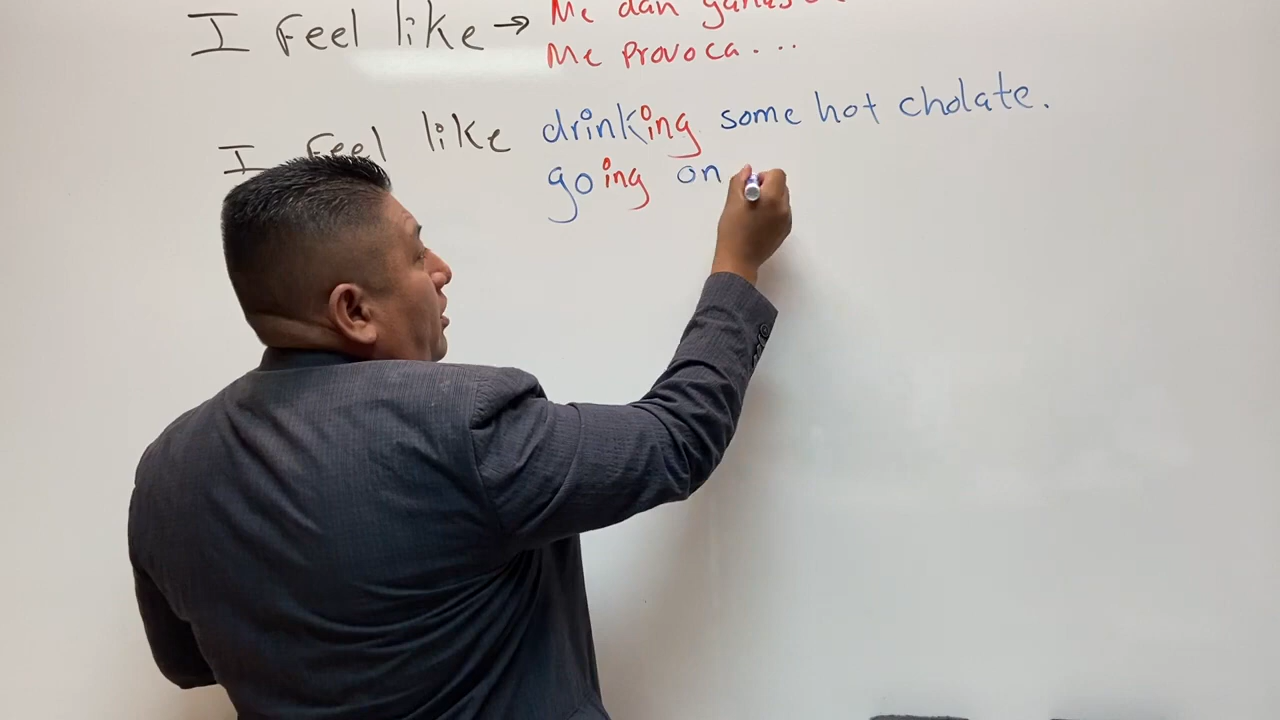 I Feel like → Me dan ganas
Me provoca...
I feel like drinking some hot cholate.
going on